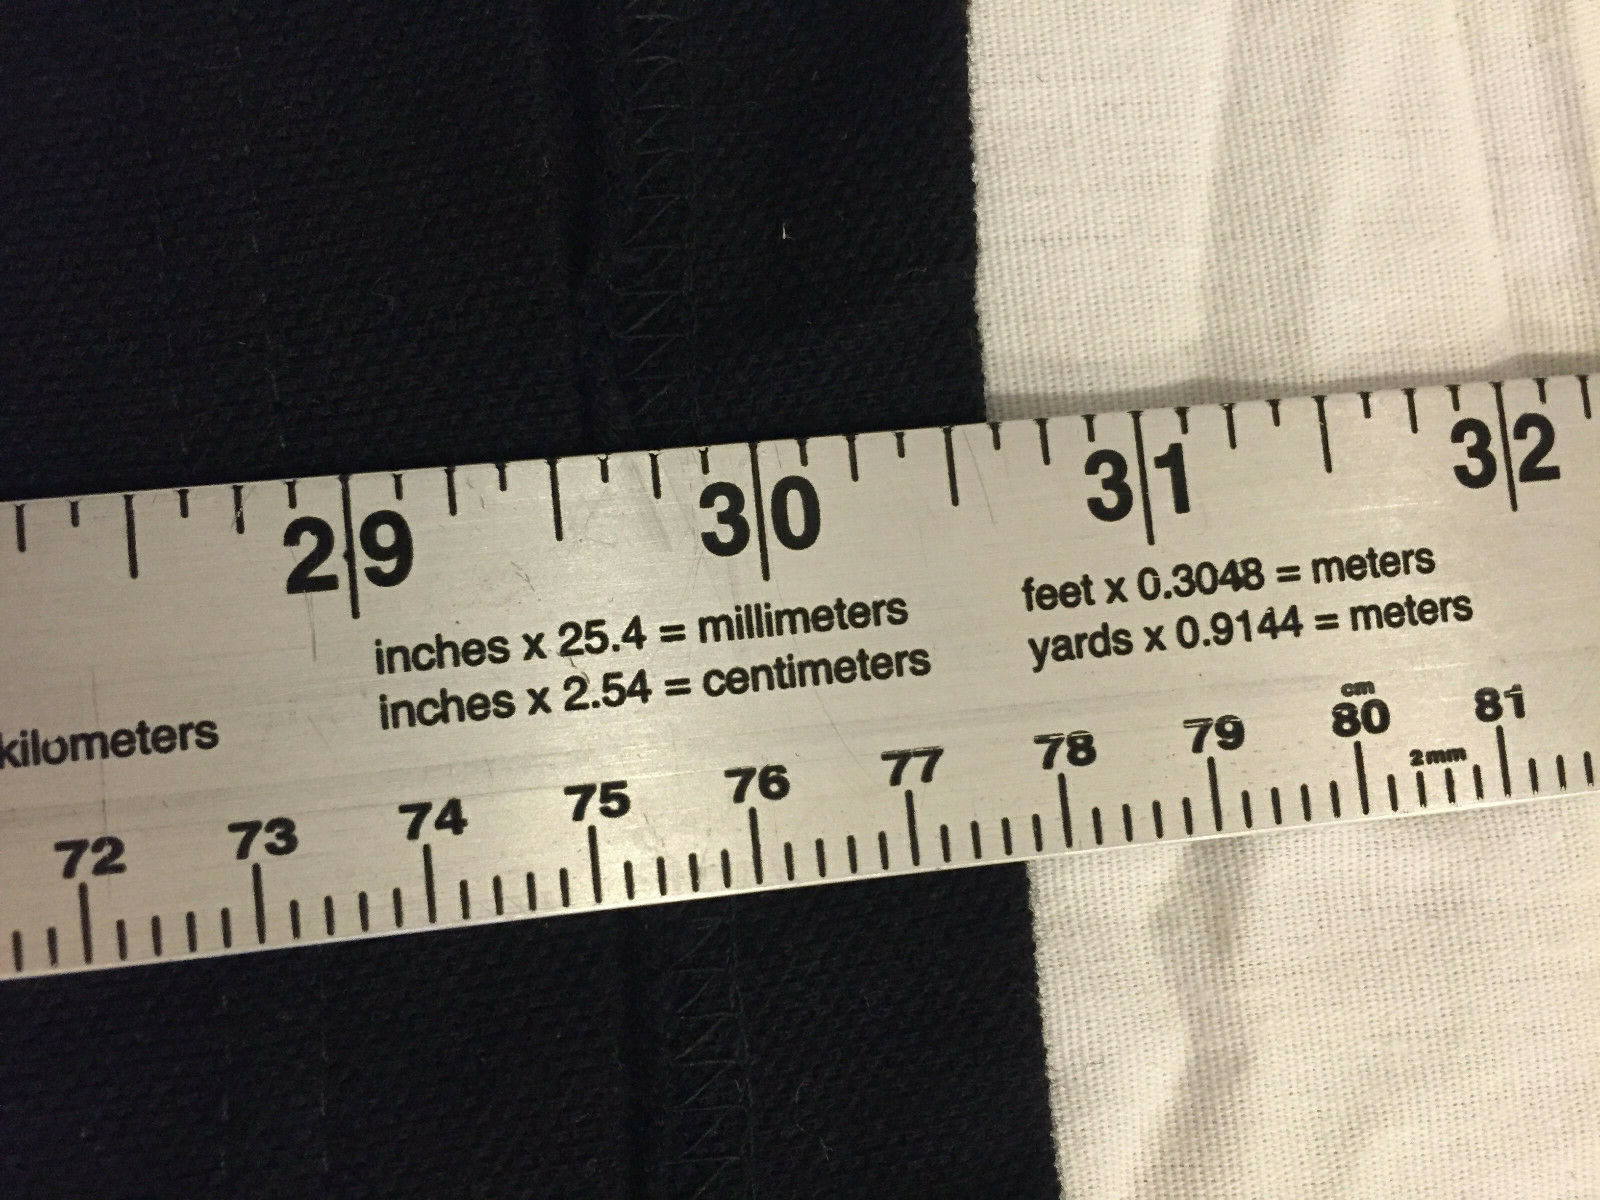 29 30 31 32
inches x 25.4 = millimeters
inches x 2.54 = centimeters
feet x 0.3048 = meters
yards x 0.9144 = meters
kilometers
cm
2mm
72 73 74 75 76 77 78 79 80 81